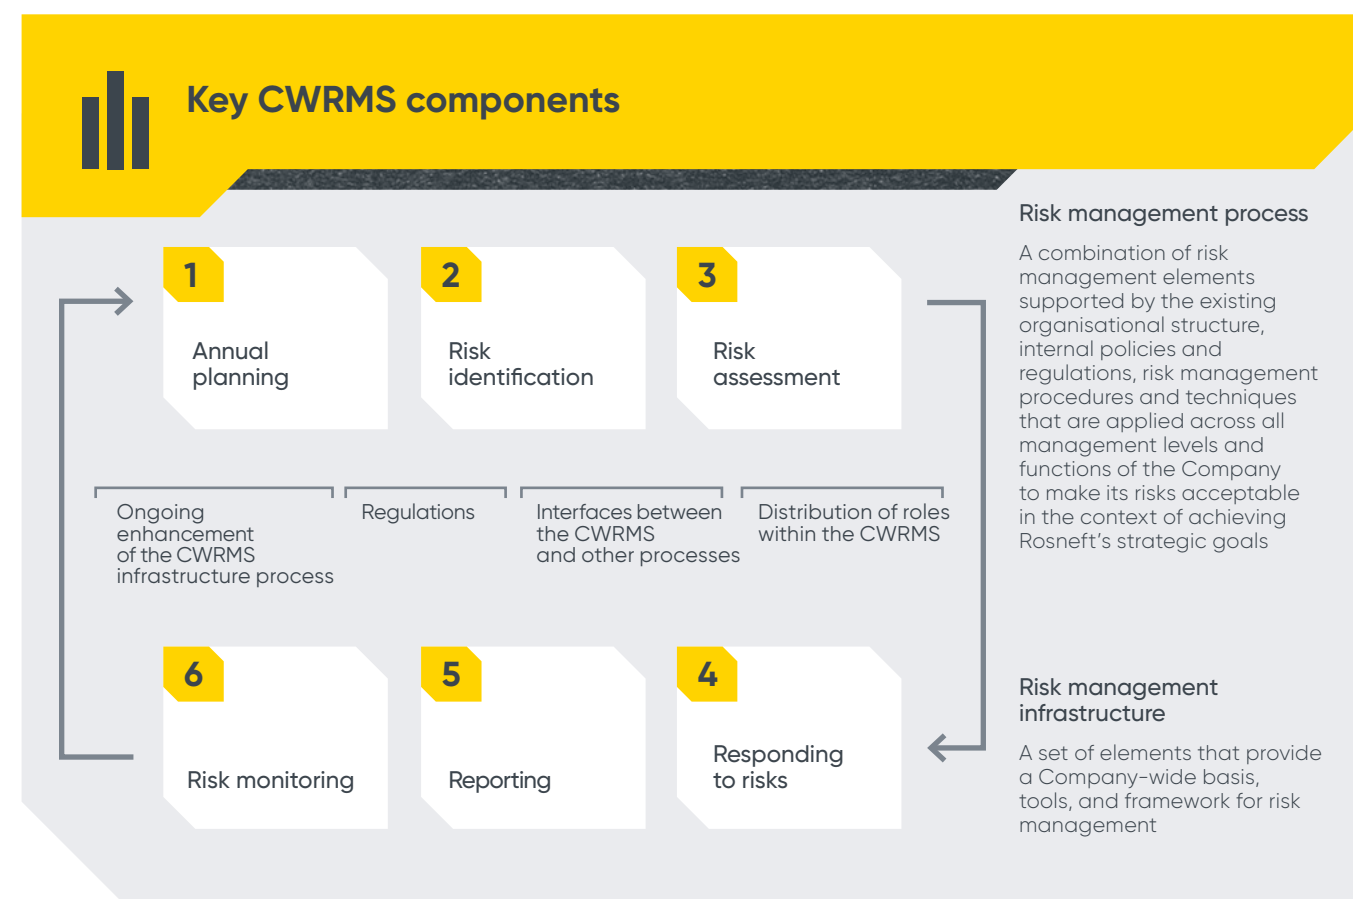 Key CWRMS components
1
Annual
planning
2
Risk
identification
3
Risk
assessment
Ongoing
enhancement
of the CWRMS
infrastructure process
Regulations
Interfaces between
the CWRMS
and other processes
Distribution of roles
within the CWRMS
6
Risk monitoring
5
Reporting
4
Responding
to risks
Risk management process
A combination of risk
management elements
supported by the existing
organisational structure,
internal policies and
regulations, risk management
procedures and techniques
that are applied across all
management levels and
functions of the Company
to make its risks acceptable
in the context of achieving
Rosneft’s strategic goals
Risk management
infrastructure
A set of elements that provide
a Company-wide basis,
tools, and framework for risk
management